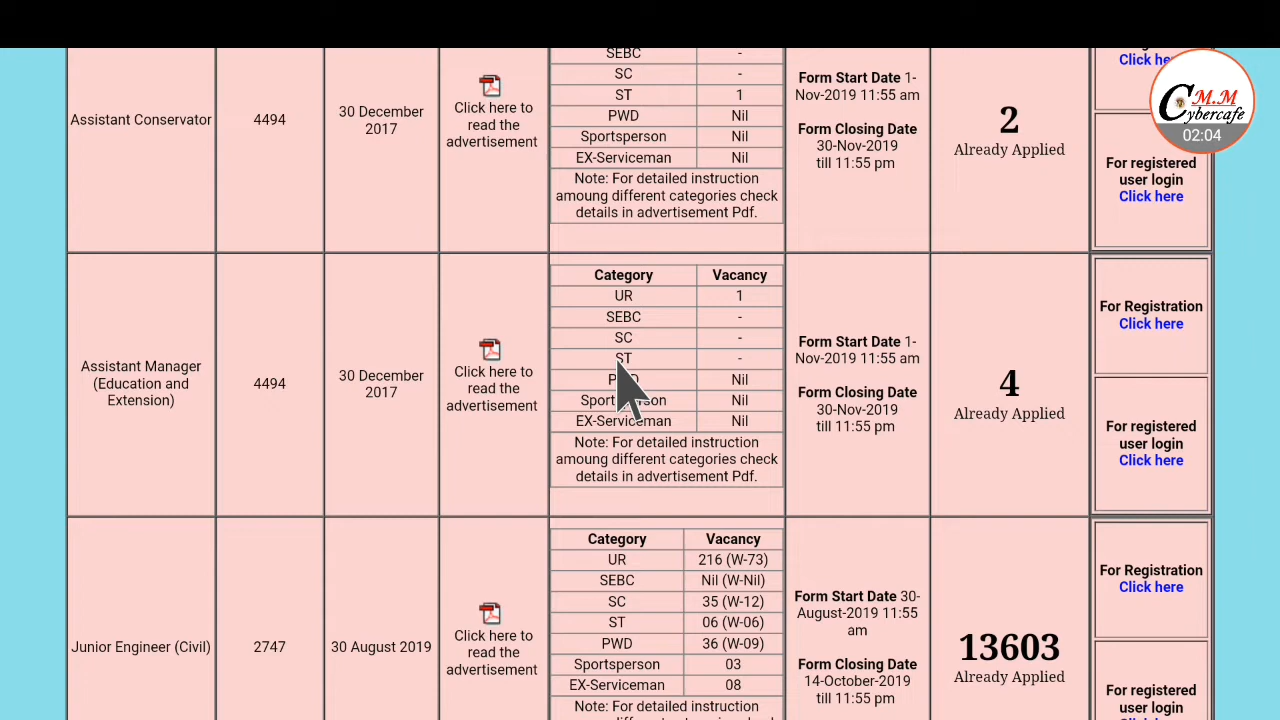 SEBC -
SC -
ST 1
PWD Nil
Sportsperson Nil
EX-Serviceman Nil
Note: For detailed instruction
amoung different categories check
details in advertisement Pdf.
Assistant Conservator
4494
30 December
2017
Click here to
read the
advertisement
Form Start Date 1-
Nov-2019 11:55 am
Form Closing Date
30-Nov-2019
till 11:55 pm
2
Already Applied
Click he
M.M
Cybercafe
02:04
For registered
user login
Click here
Assistant Manager
(Education and
Extension)
4494
30 December
2017
Click here to
read the
advertisement
Category Vacancy
UR 1
SEBC -
SC -
ST -
PWD Nil
Sportsperson Nil
EX-Serviceman Nil
Note: For detailed instruction
amoung different categories check
details in advertisement Pdf.
Form Start Date 1-
Nov-2019 11:55 am
Form Closing Date
30-Nov-2019
till 11:55 pm
4
Already Applied
For Registration
Click here
For registered
user login
Click here
Junior Engineer (Civil)
2747
30 August 2019
Click here to
read the
advertisement
Category Vacancy
UR 216 (W-73)
SEBC Nil (W-Nil)
SC 35 (W-12)
ST 06 (W-06)
PWD 36 (W-09)
Sportsperson 03
EX-Serviceman 08
Note: For detailed instruction
Form Start Date 30-
August-2019 11:55
am
Form Closing Date
14-October-2019
till 11:55 pm
13603
Already Applied
For Registration
Click here
For registered
user login